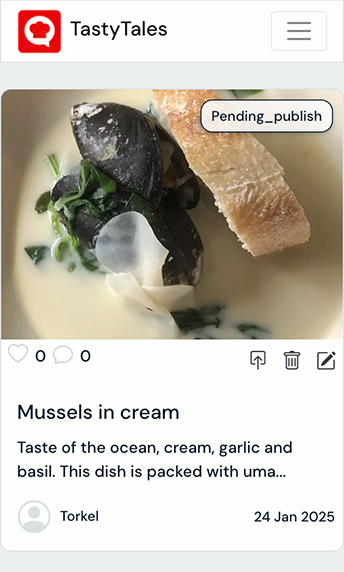 TastyTales
Pending_publish
0 0
Mussels in cream
Taste of the ocean, cream, garlic and
basil. This dish is packed with uma...
Torkel 24 Jan 2025